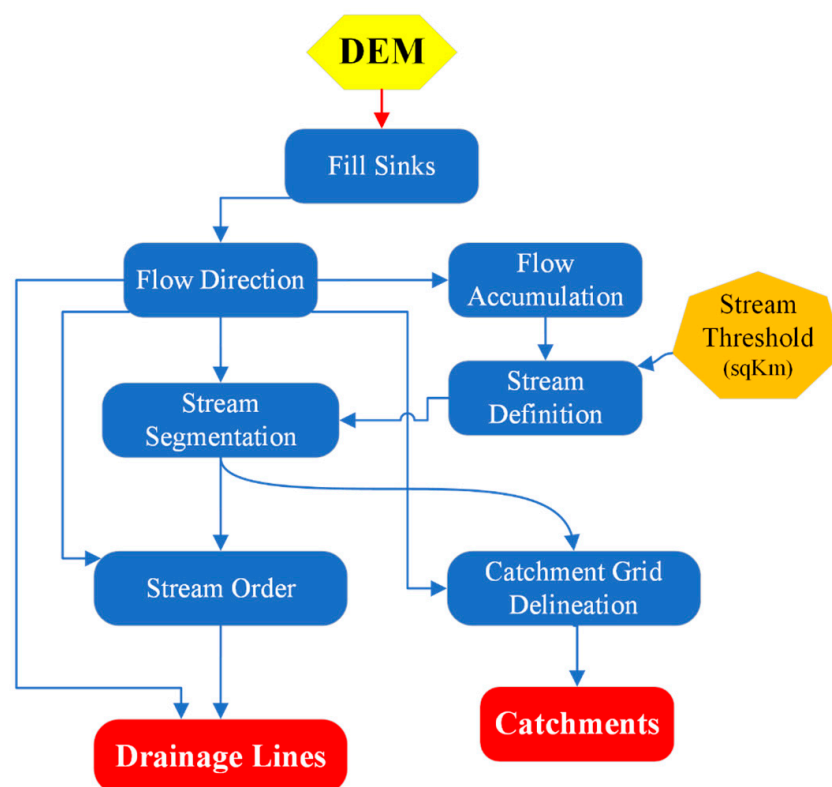 DEM
Fill Sinks
Flow Direction
Flow
Accumulation
Stream
Threshold
(sqKm)
Stream
Segmentation
Stream
Definition
Stream Order
Catchment Grid
Delineation
Catchments
Drainage Lines